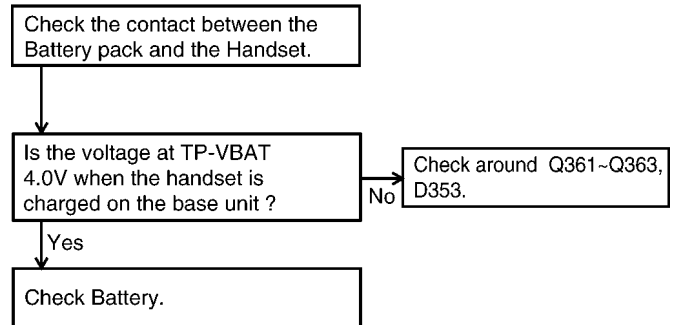 Check the contact between the
Battery pack and the Handset.
Is the voltage at TP-VBAT
4.0V when the handset is
charged on the base unit ?
No
Check around  Q361~Q363,
D353.
Yes
Check Battery.